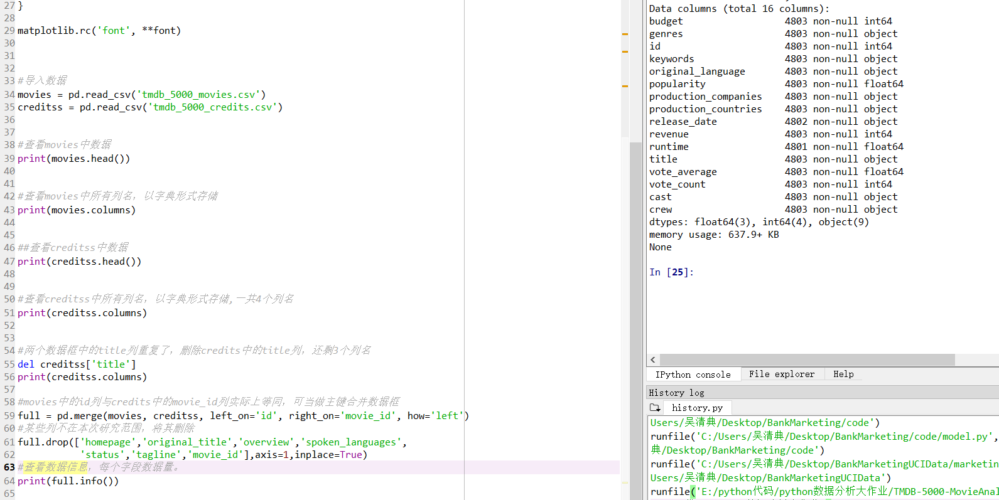 27 }
28
29 matplotlib.rc('font', **font)
30
31
32
33 #导入数据
34 movies = pd.read_csv('tmdb_5000_movies.csv')
35 creditss = pd.read_csv('tmdb_5000_credits.csv')
36
37
38 #查看movies中数据
39 print(movies.head())
40
41
42 #查看movies中所有列名，以字典形式存储
43 print(movies.columns)
44
45
46 ##查看creditss中数据
47 print(creditss.head())
48
49
50 #查看creditss中所有列名，以字典形式存储,一共4个列名
51 print(creditss.columns)
52
53
54 #两个数据框中的title列重复了，删除credits中的title列，还剩3个列名
55 del creditss['title']
56 print(creditss.columns)
57
58 #movies中的id列与credits中的movie_id列实际上等同，可当做主键合并数据框
59 full = pd.merge(movies, creditss, left_on='id', right_on='movie_id', how='left')
60 #某些列不在本次研究范围，将其删除
61 full.drop(['homepage','original_title','overview','spoken_languages',
62 'status','tagline','movie_id'],axis=1,inplace=True)
63 #查看数据信息，每个字段数据量。
64 print(full.info())
65
Data columns (total 16 columns):
budget 4803 non-null int64
genres 4803 non-null object
id 4803 non-null int64
keywords 4803 non-null object
original_language 4803 non-null object
popularity 4803 non-null float64
production_companies 4803 non-null object
production_countries 4803 non-null object
release_date 4802 non-null object
revenue 4803 non-null int64
runtime 4801 non-null float64
title 4803 non-null object
vote_average 4803 non-null float64
vote_count 4803 non-null int64
cast 4803 non-null object
crew 4803 non-null object
dtypes: float64(3), int64(4), object(9)
memory usage: 637.9+ KB
None
In [25]:
IPython console File explorer Help
History log
history.py
Users/吴清典/Desktop/BankMarketing/code')
runfile('C:/Users/吴清典/Desktop/BankMarketing/code/model.py',
典/Desktop/BankMarketing/code')
runfile('C:/Users/吴清典/Desktop/BankMarketingUCIData/marketin
Users/吴清典/Desktop/BankMarketingUCIData')
runfile('E:/python代码/python数据分析大作业/TMDB-5000-MovieAnal